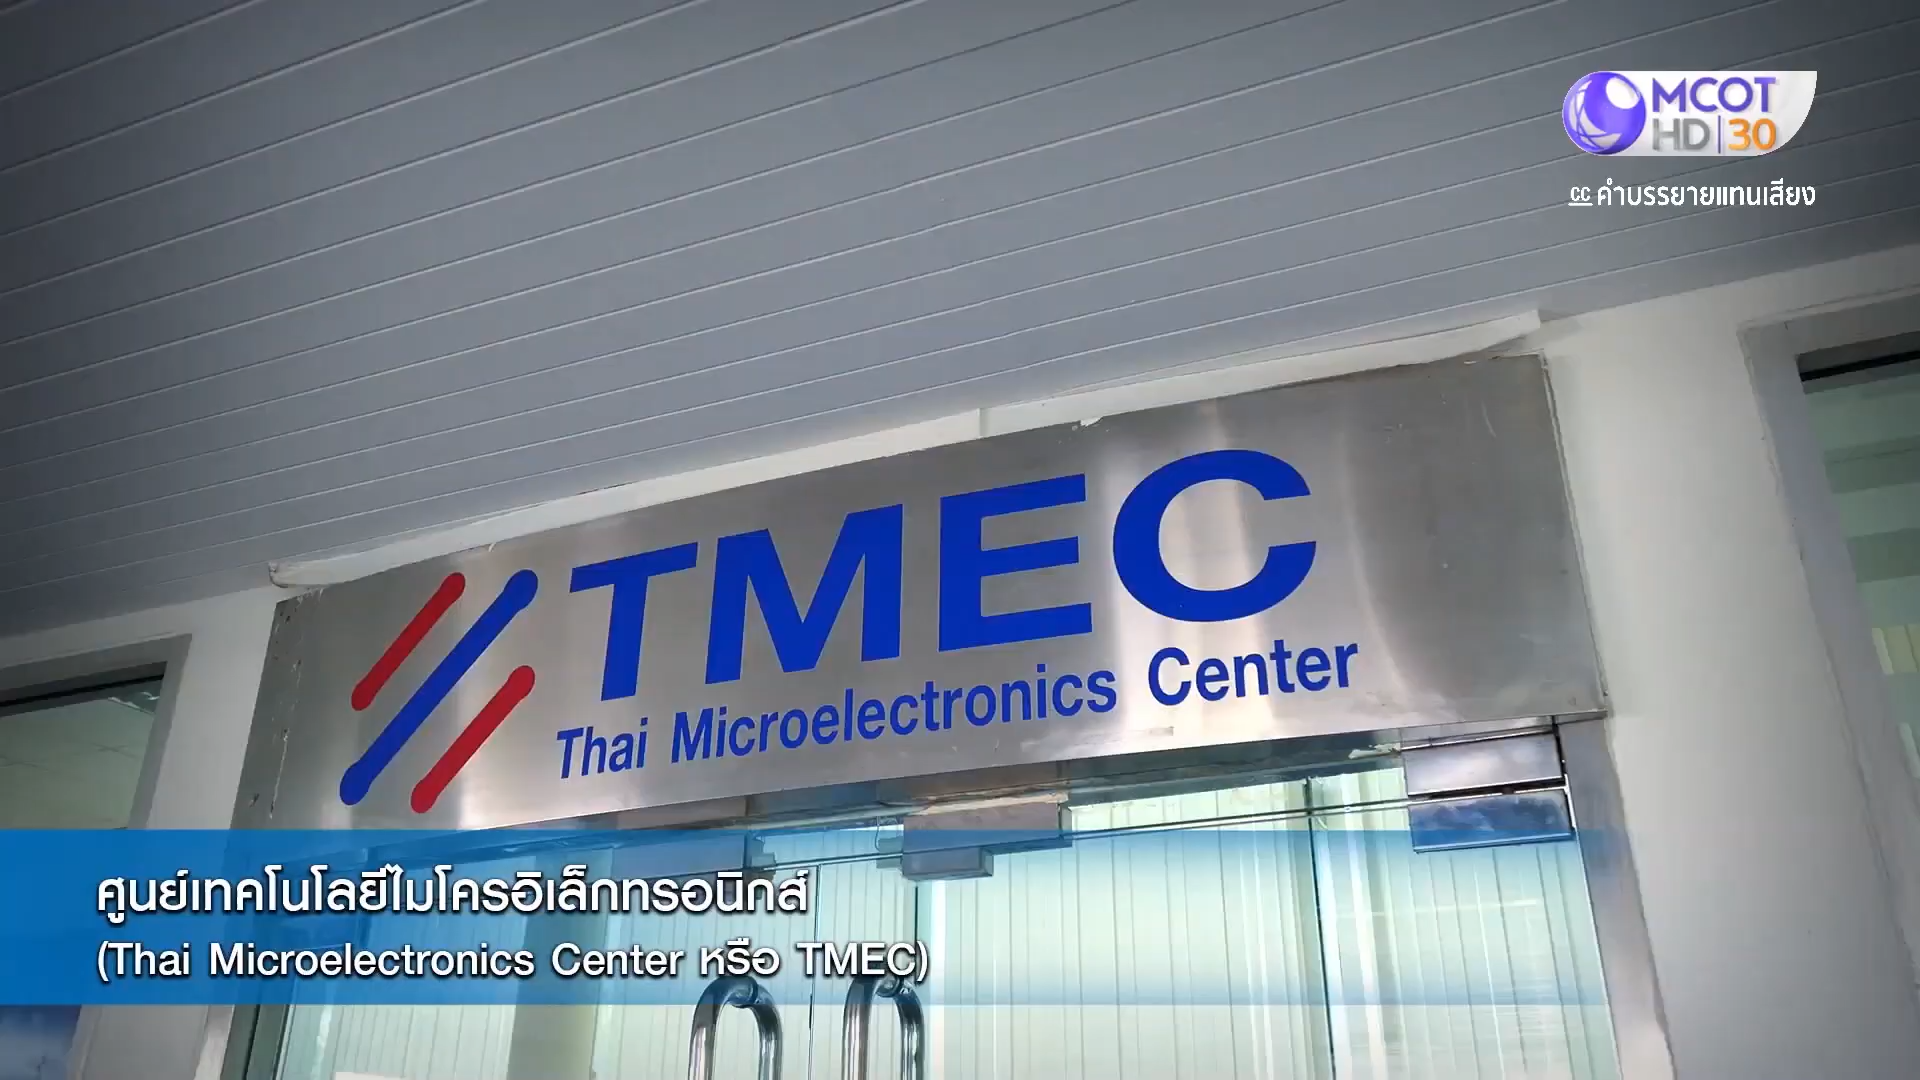 MCOT
HD 30
CC คำบรรยายแทนเสียง
TMEC
Thai Microelectronics Center
ศูนย์เทคโนโลยีไมโครอิเล็กทรอนิกส์
(Thai Microelectronics Center หรือ TMEC)